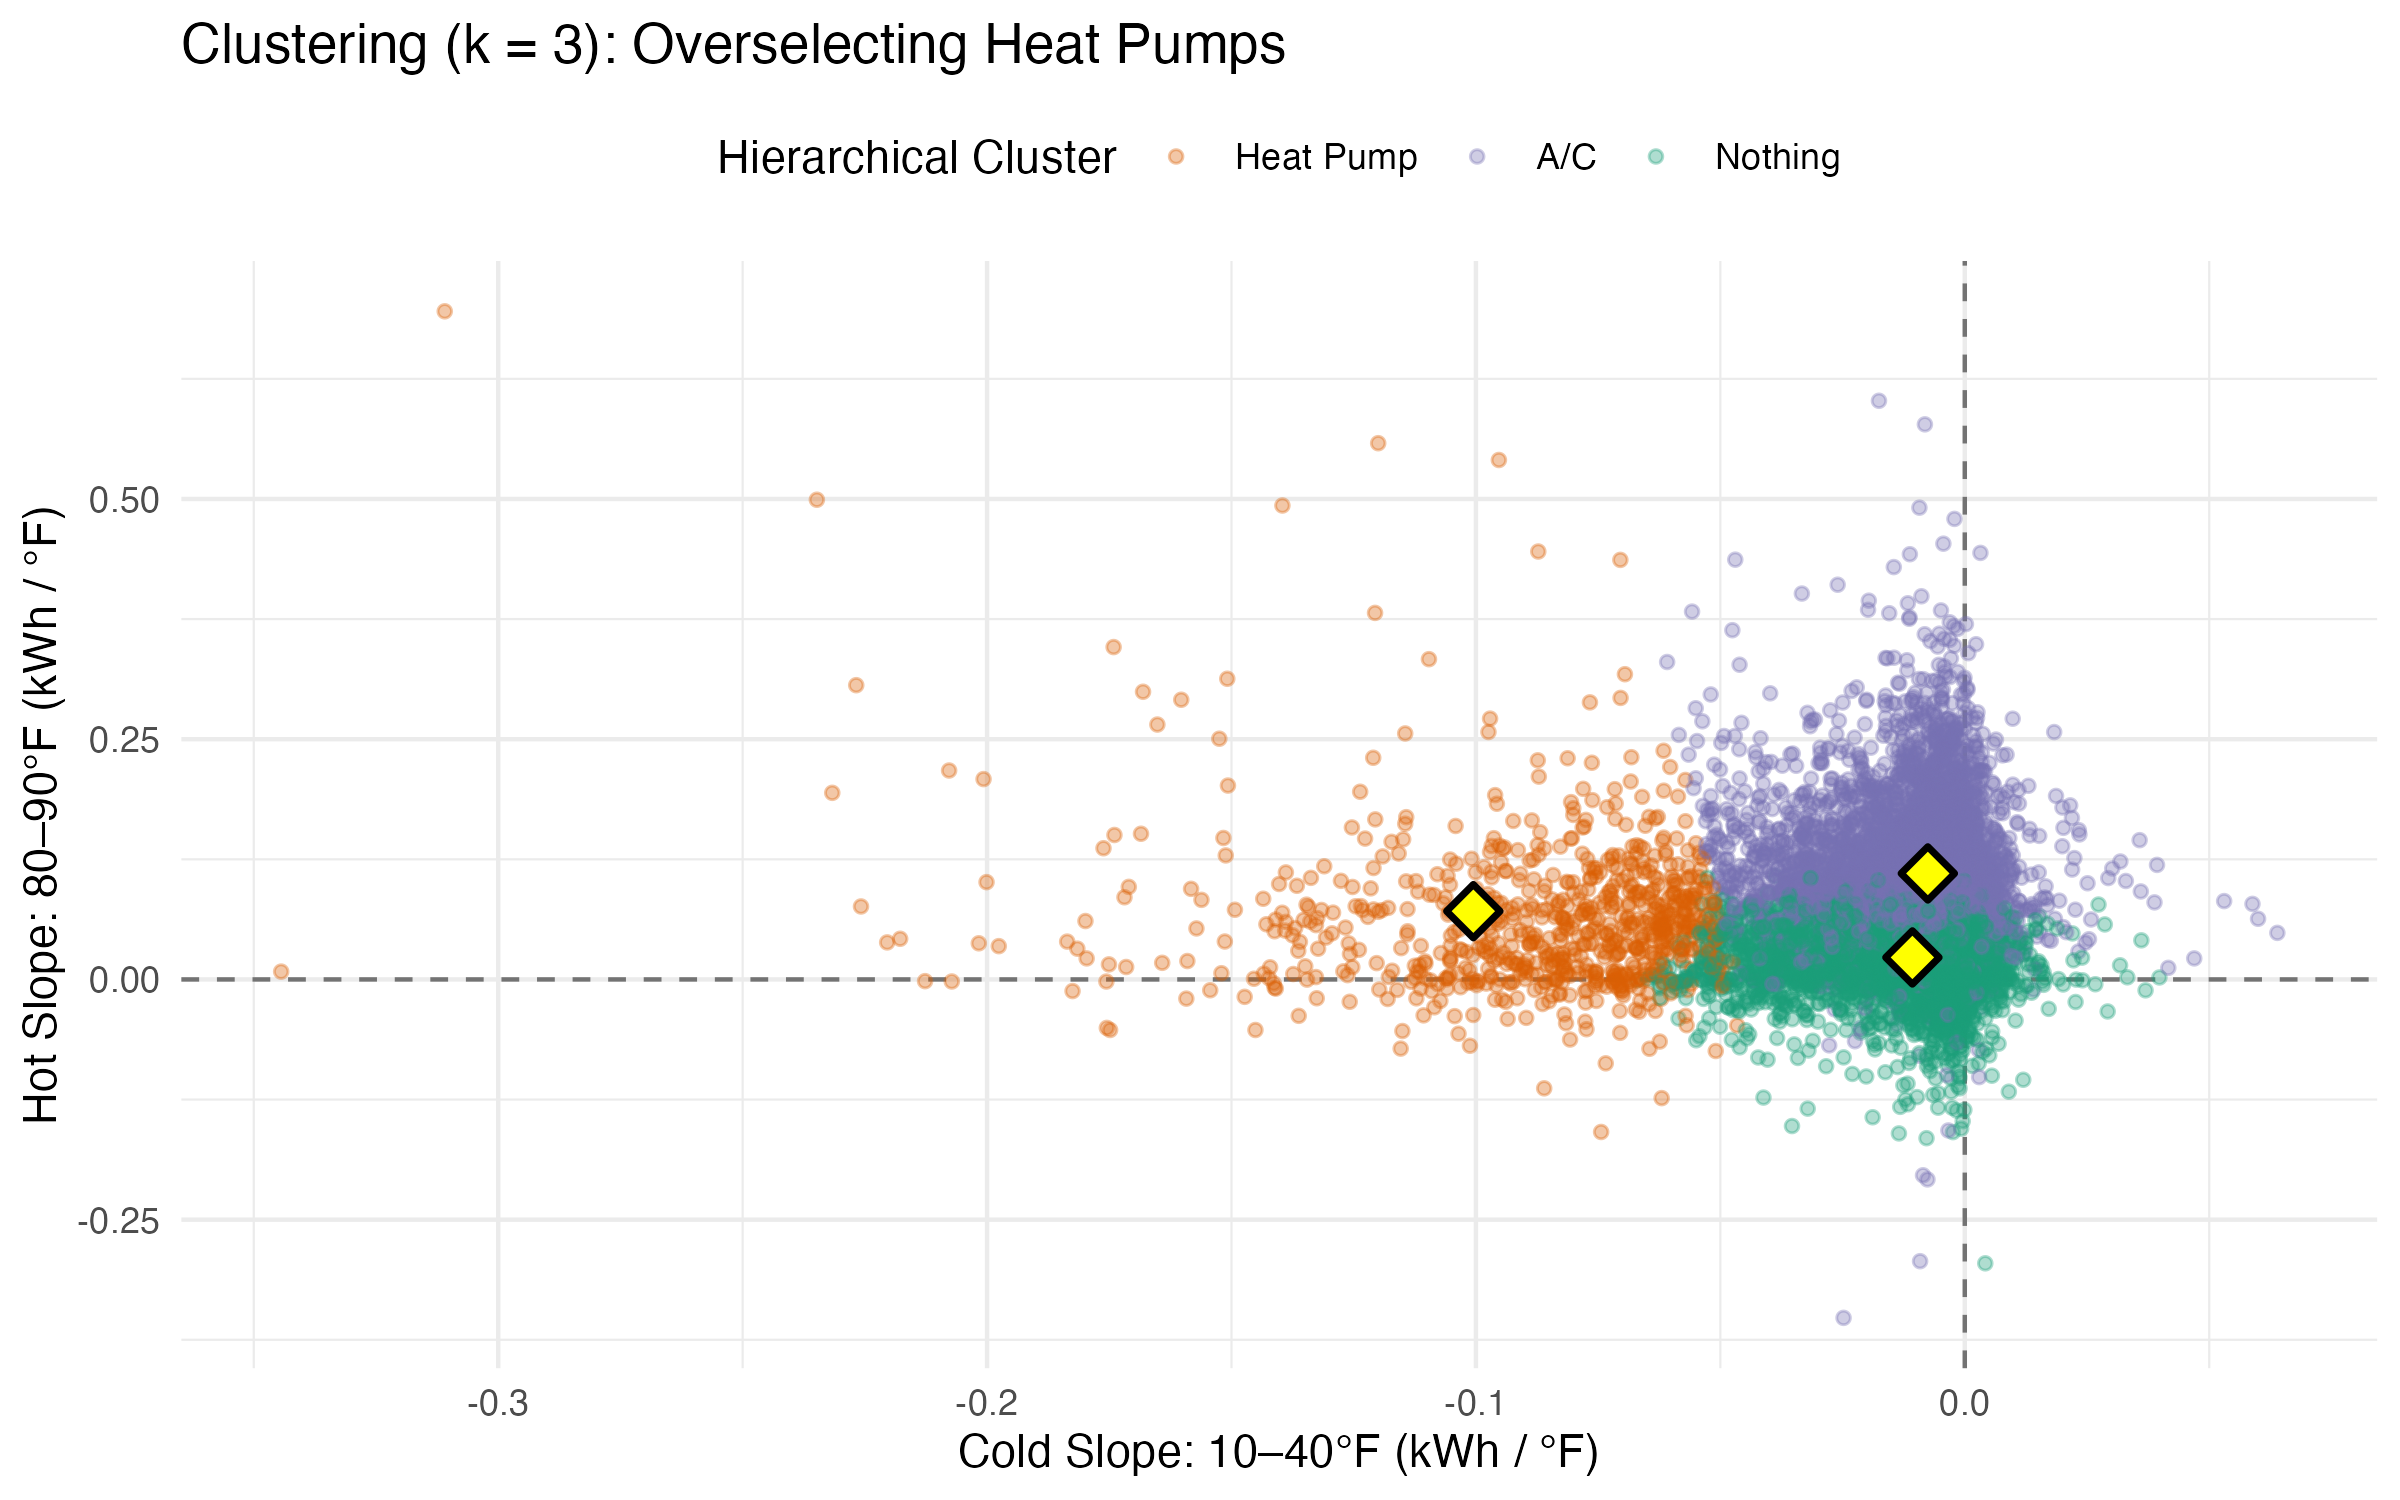 Clustering (k = 3): Overselecting Heat Pumps
Hierarchical Cluster Heat Pump A/C Nothing
Hot Slope: 80–90°F (kWh / °F)
0.50
0.25
0.00
-0.25
-0.3 -0.2 -0.1 0.0
Cold Slope: 10–40°F (kWh / °F)